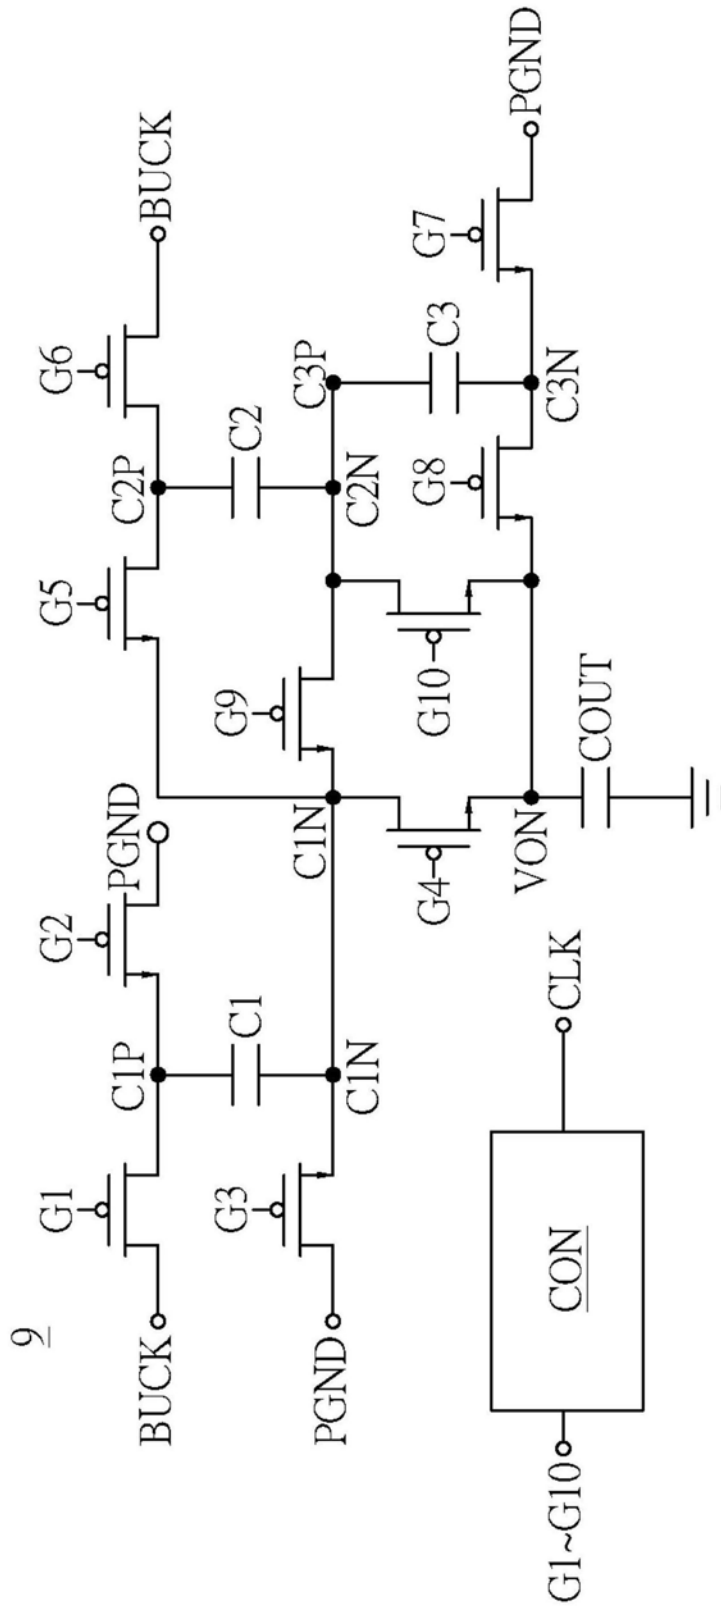 9
BUCK
G1
C1P
G2
PGND
G5
C2P
G6
BUCK
C1
C2
PGND
G3
C1N
C1N
G9
C2N
C3P
G4
G10
C3
G8
G7
VON
COUT
C3N
PGND
G1~G10
CON
CLK